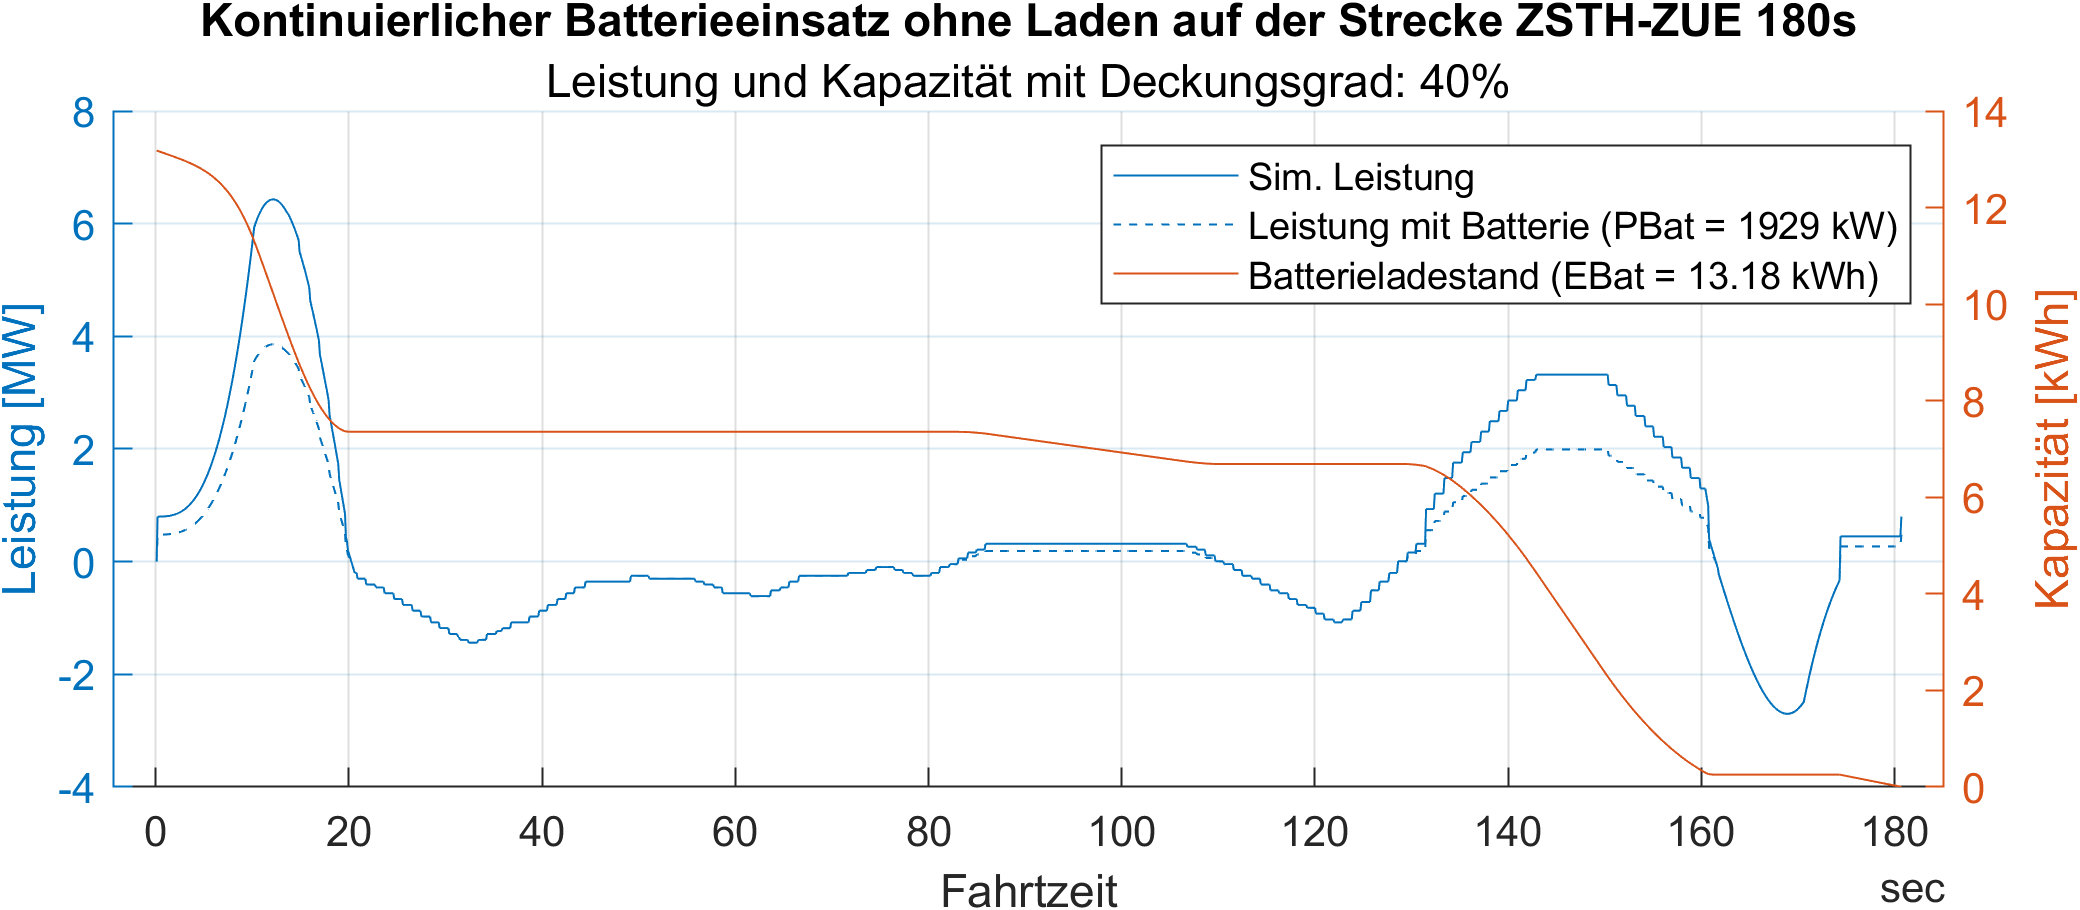 Kontinuierlicher Batterieeinsatz ohne Laden auf der Strecke ZSTH-ZUE 180s
Leistung und Kapazität mit Deckungsgrad: 40%
Leistung [MW]
8
6
4
2
0
-2
-4
Sim. Leistung
Leistung mit Batterie (PBat = 1929 kW)
Batterieladestand (EBat = 13.18 kWh)
14
12
10
8
6
4
2
0
Kapazität [kWh]
0 20 40 60 80 100 120 140 160 180
Fahrtzeit
sec